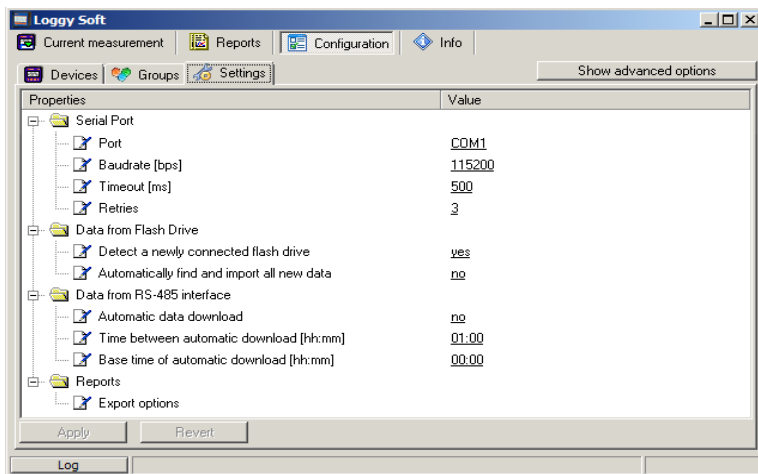 Loggy Soft
Current measurement Reports Configuration Info
Devices Groups Settings Show advanced options
Properties Value
Serial Port
Port COM1
Baudrate [bps] 115200
Timeout [ms] 500
Retries 3
Data from Flash Drive
Detect a newly connected flash drive yes
Automatically find and import all new data no
Data from RS-485 interface
Automatic data download no
Time between automatic download [hh:mm] 01:00
Base time of automatic download [hh:mm] 00:00
Reports
Export options
Apply Revert
Log